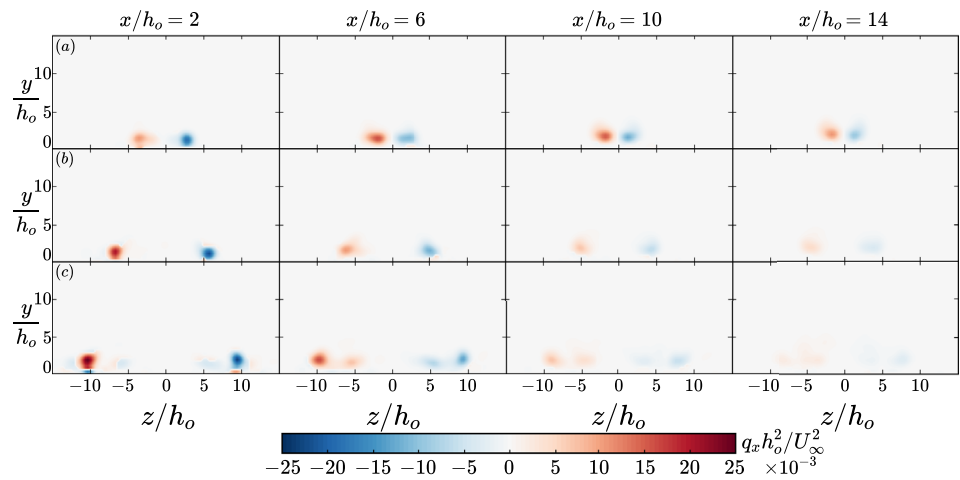 x/h_o = 2 x/h_o = 6 x/h_o = 10 x/h_o = 14
(a)
10
y/h_o 5
0
(b)
10
y/h_o 5
0
(c)
10
y/h_o 5
0
−10 −5 0 5 10 −10 −5 0 5 10 −10 −5 0 5 10 −10 −5 0 5 10
z/h_o z/h_o z/h_o z/h_o
q_x h_o^2/U_∞^2
−25 −20 −15 −10 −5 0 5 10 15 20 25 ×10^−3